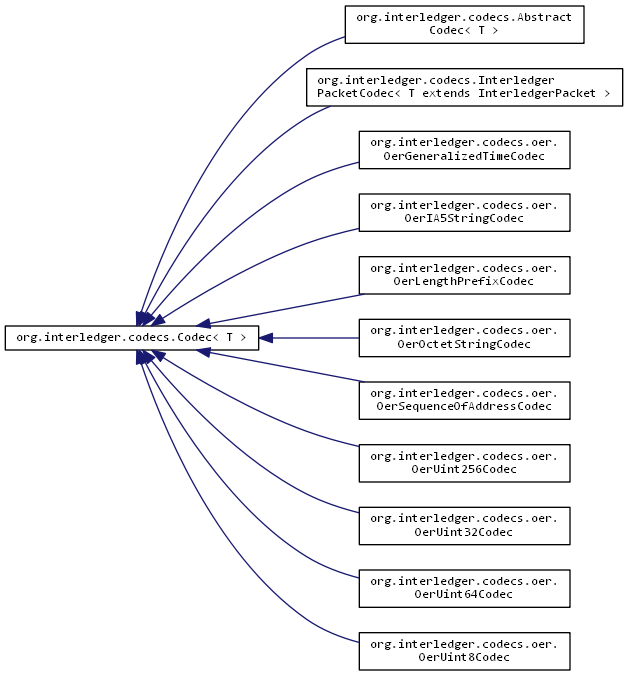 org.interledger.codecs.Abstract
Codec< T >
org.interledger.codecs.Interledger
PacketCodec< T extends InterledgerPacket >
org.interledger.codecs.oer.
OerGeneralizedTimeCodec
org.interledger.codecs.oer.
OerIA5StringCodec
org.interledger.codecs.oer.
OerLengthPrefixCodec
org.interledger.codecs.Codec< T >
org.interledger.codecs.oer.
OerOctetStringCodec
org.interledger.codecs.oer.
OerSequenceOfAddressCodec
org.interledger.codecs.oer.
OerUint256Codec
org.interledger.codecs.oer.
OerUint32Codec
org.interledger.codecs.oer.
OerUint64Codec
org.interledger.codecs.oer.
OerUint8Codec